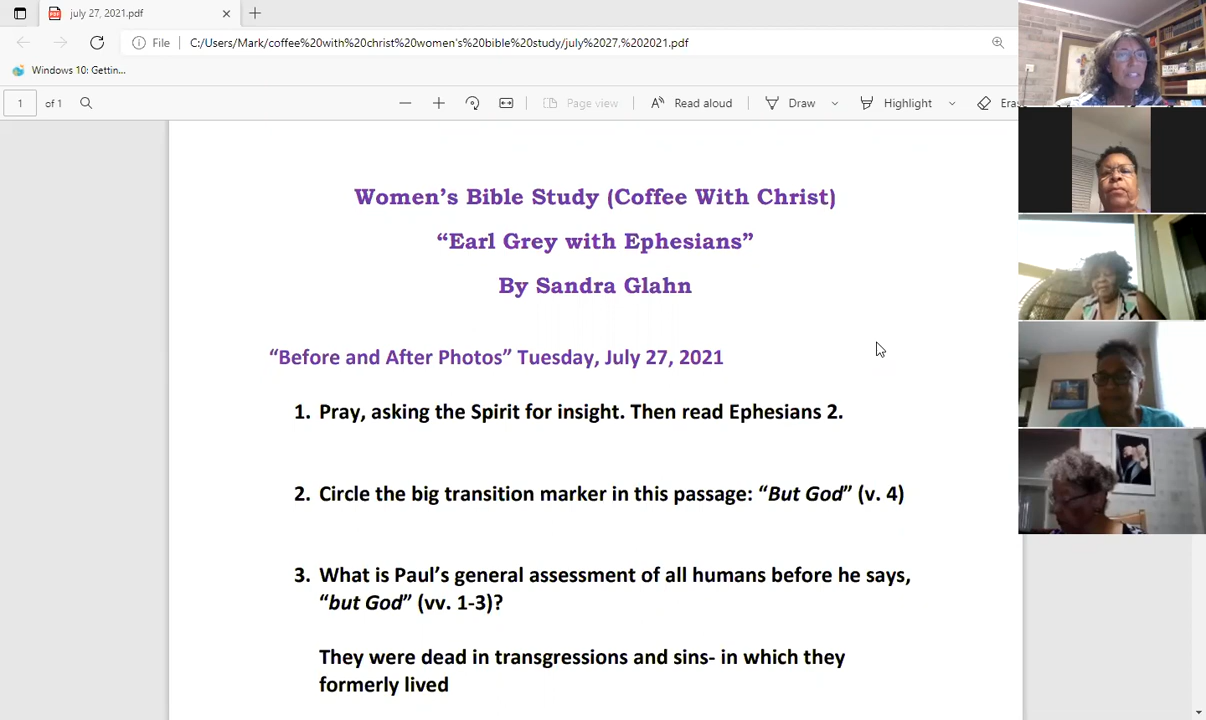 july 27, 2021.pdf
File C:/Users/Mark/coffee%20with%20christ%20women's%20bible%20study/july%2027,%202021.pdf
Windows 10: Gettin...
1 of 1 Page view Read aloud Draw Highlight Eras
Women's Bible Study (Coffee With Christ)
“Earl Grey with Ephesians”
By Sandra Glahn
“Before and After Photos” Tuesday, July 27, 2021
1. Pray, asking the Spirit for insight. Then read Ephesians 2.
2. Circle the big transition marker in this passage: “But God” (v. 4)
3. What is Paul’s general assessment of all humans before he says,
“but God” (vv. 1-3)?
They were dead in transgressions and sins- in which they
formerly lived